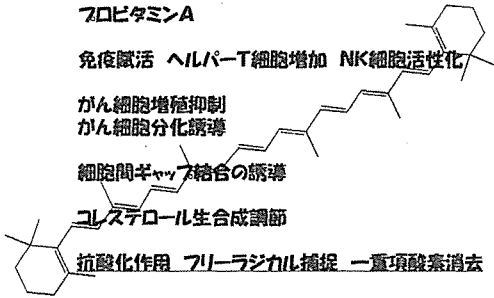 プロビタミンA
免疫賦活 ヘルパーT細胞増加 NK細胞活性化
がん細胞増殖抑制
がん細胞分化誘導
細胞間ギャップ結合の誘導
コレステロール生合成調節
抗酸化作用 フリーラジカル捕捉 一重項酸素消去